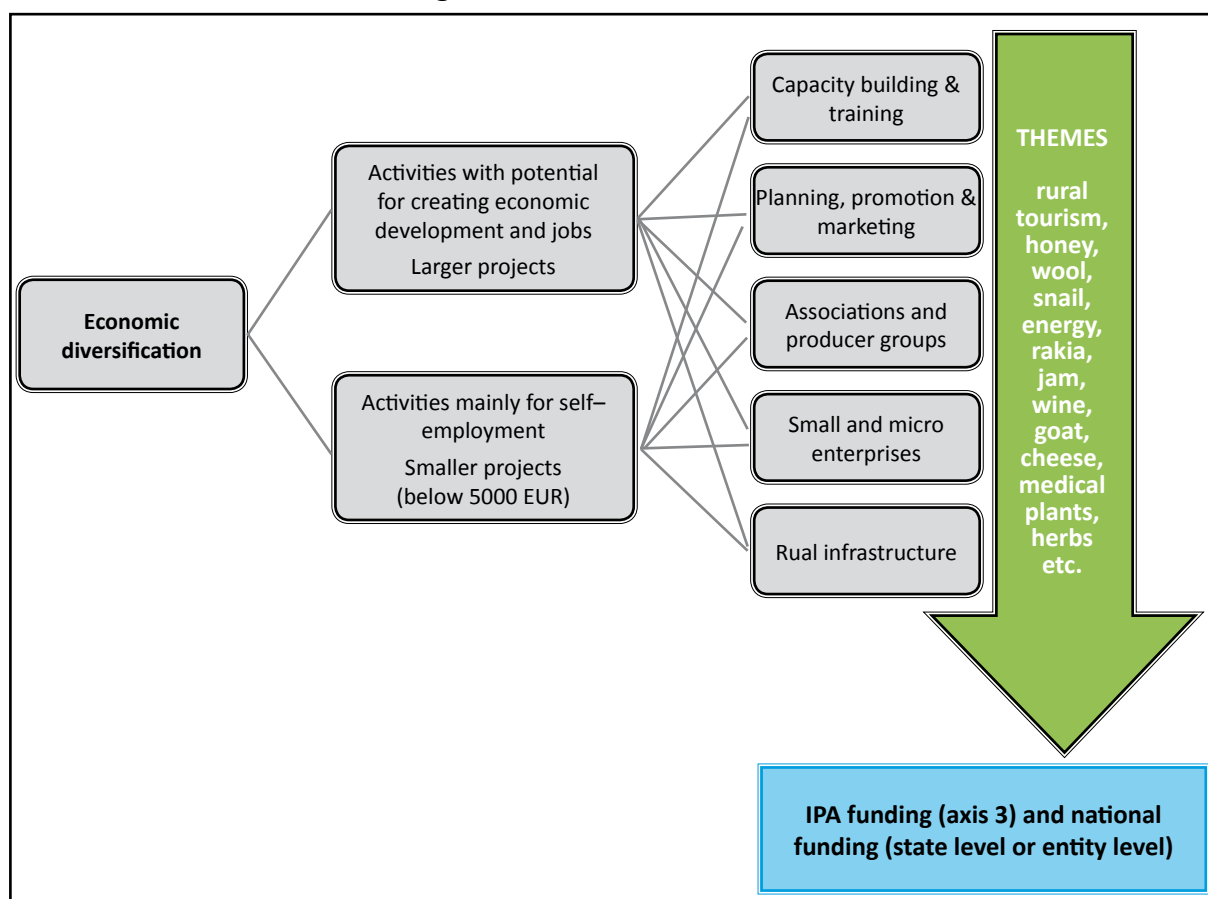 Economic
diversification
Activities with potential
for creating economic
development and jobs
Larger projects
Activities mainly for self–
employment
Smaller projects
(below 5000 EUR)
Capacity building &
training
Planning, promotion &
marketing
Associations and
producer groups
Small and micro
enterprises
Rual infrastructure
THEMES
rural
tourism,
honey,
wool,
snail,
energy,
rakia,
jam,
wine,
goat,
cheese,
medical
plants,
herbs
etc.
IPA funding (axis 3) and national
funding (state level or entity level)